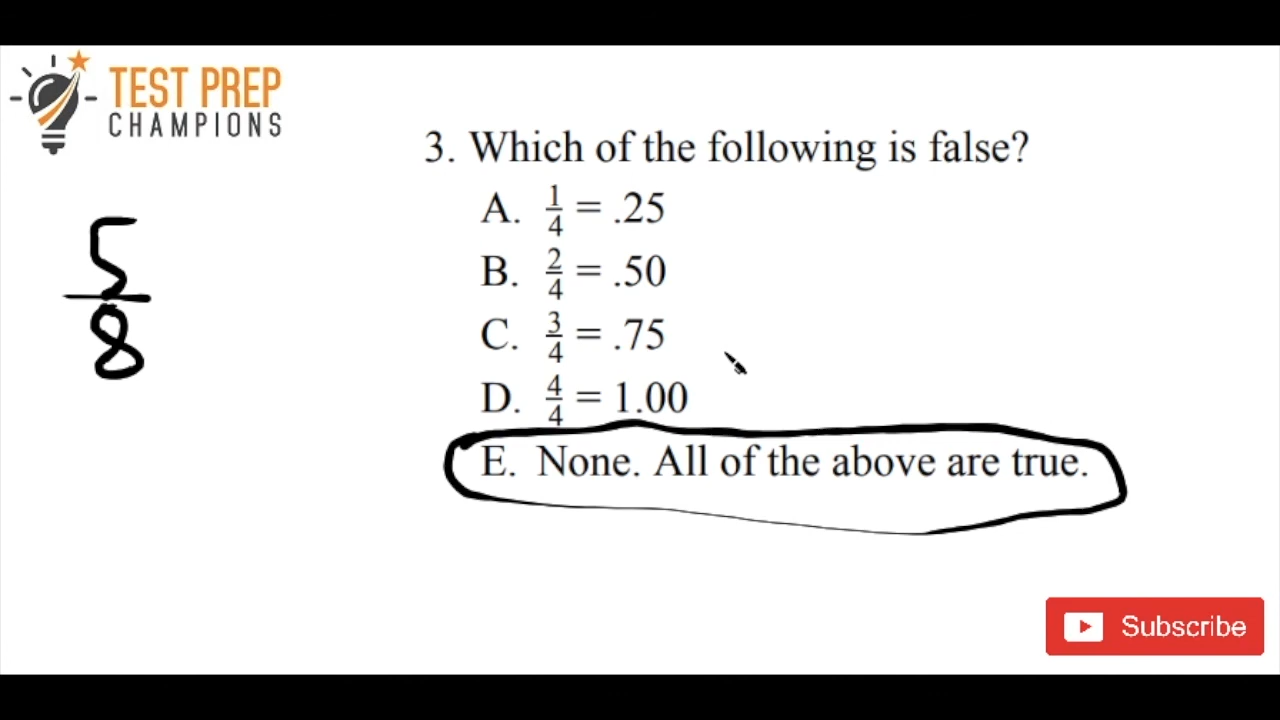 TEST PREP
CHAMPIONS
3. Which of the following is false?
A. 1/4 = .25
B. 2/4 = .50
C. 3/4 = .75
D. 4/4 = 1.00
E. None. All of the above are true.
5
8
Subscribe